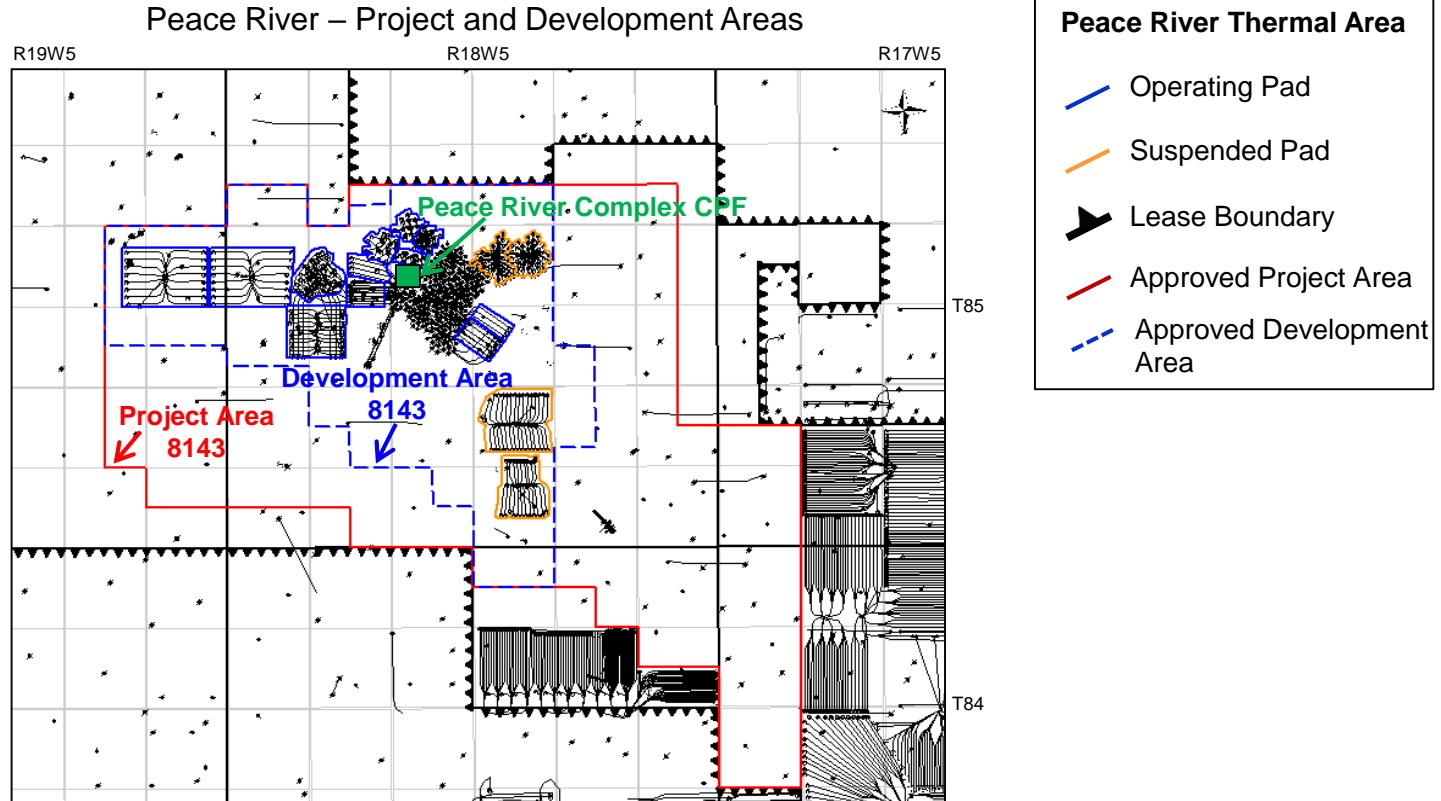 Peace River – Project and Development Areas
R19W5
R18W5
R17W5
Peace River Complex CPF
T85
Development Area
8143
Project Area
8143
T84
Peace River Thermal Area
Operating Pad
Suspended Pad
Lease Boundary
Approved Project Area
Approved Development
Area